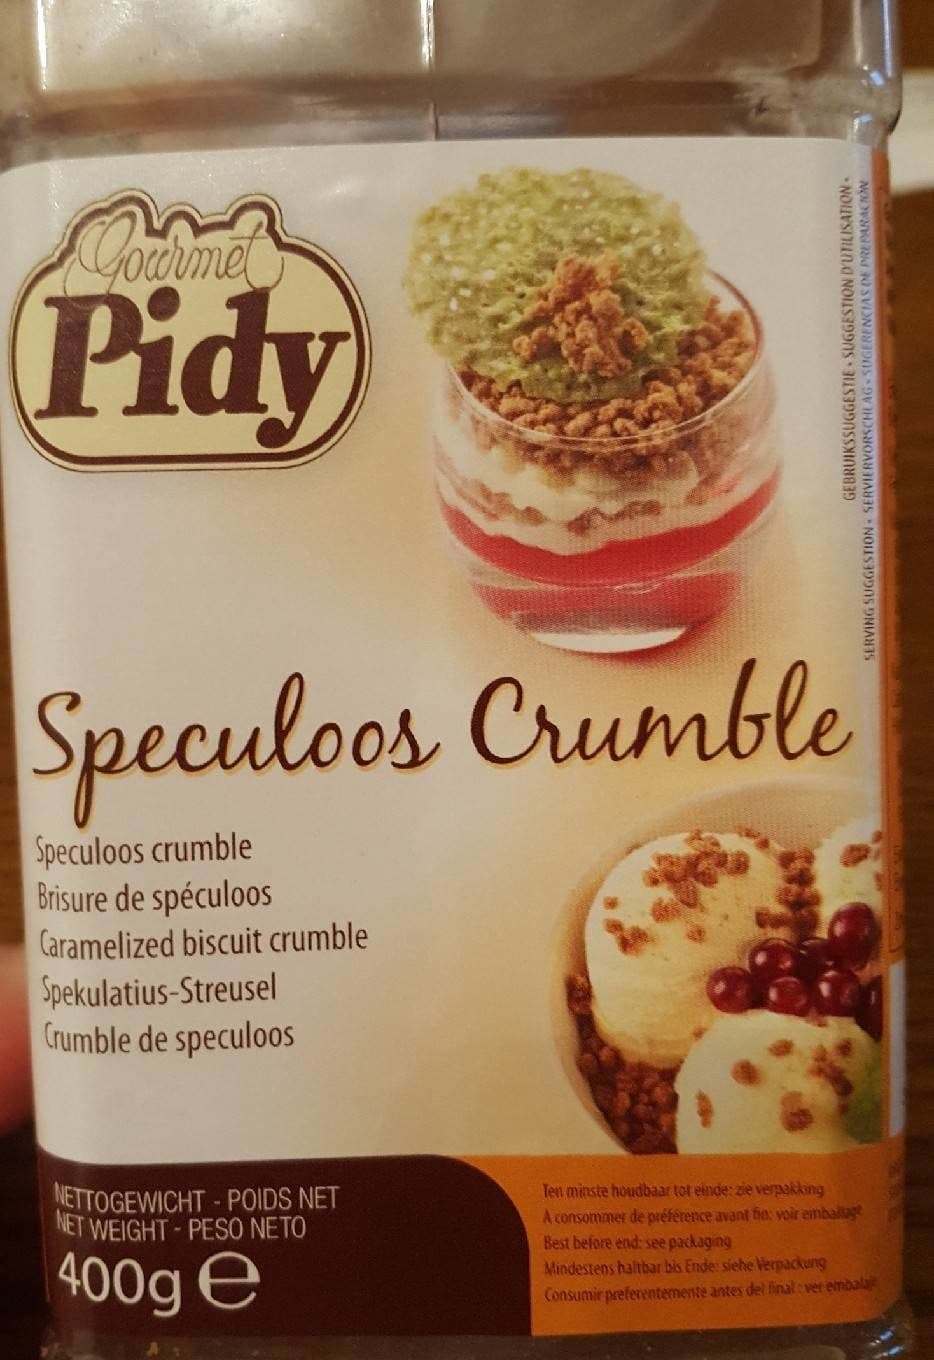 Gourmet
Pidy
GEBRUIKSSUGGESTIE • SUGGESTION D'UTILISATION •
SERVING SUGGESTION • SERVIERVORSCHLAG • SUGERENCIAS DE PREPARACIÓN
Speculoos Crumble
Speculoos crumble
Brisure de spéculoos
Caramelized biscuit crumble
Spekulatius-Streusel
Crumble de speculoos
NETTOGEWICHT - POIDS NET
NET WEIGHT - PESO NETO
400g e
Ten minste houdbaar tot einde: zie verpakking
A consommer de préférence avant fin: voir emballage
Best before end: see packaging
Mindestens haltbar bis Ende: siehe Verpackung
Consumir preferentemente antes del final : ver embalaje